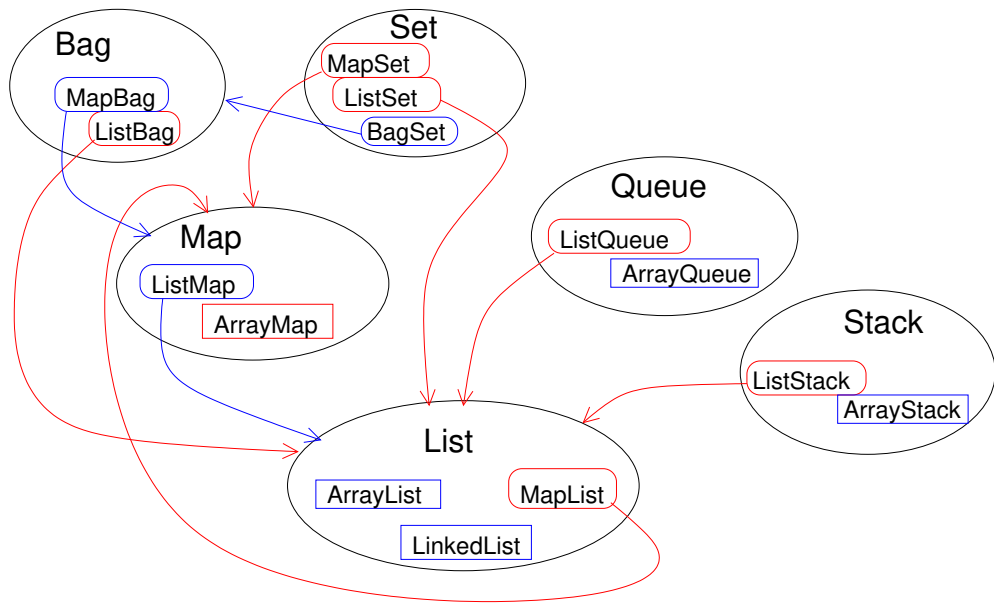 Bag
MapBag
ListBag
Set
MapSet
ListSet
BagSet
Queue
ListQueue
ArrayQueue
Map
ListMap
ArrayMap
Stack
ListStack
ArrayStack
List
ArrayList
MapList
LinkedList